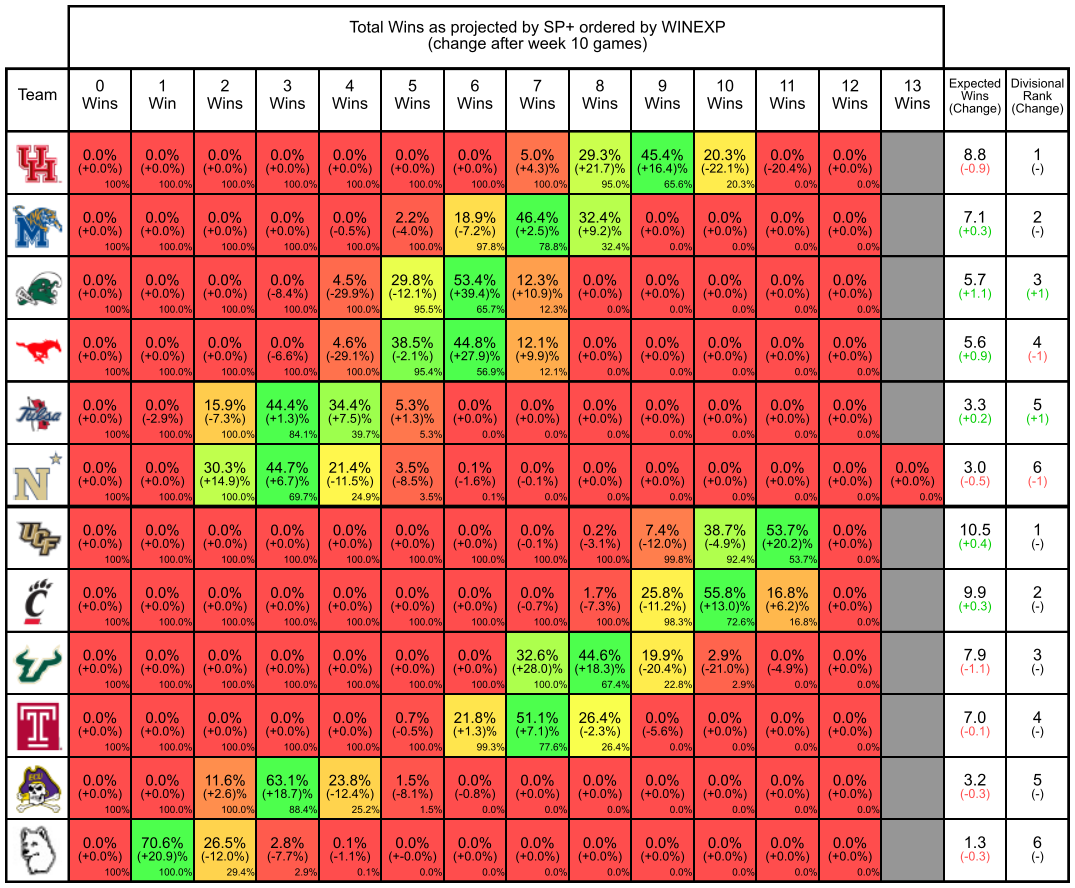 Total Wins as projected by SP+ ordered by WINEXP
(change after week 10 games)
Team 0 Wins 1 Win 2 Wins 3 Wins 4 Wins 5 Wins 6 Wins 7 Wins 8 Wins 9 Wins 10 Wins 11 Wins 12 Wins 13 Wins Expected Wins (Change) Divisional Rank (Change)
UH
0.0% 0.0% 0.0% 0.0% 0.0% 0.0% 0.0% 5.0% 29.3% 45.4% 20.3% 0.0% 0.0% 8.8 1
(+0.0%) (+0.0%) (+0.0%) (+0.0%) (+0.0%) (+0.0%) (+0.0%) (+4.3)% (+21.7)% (+16.4)% (-22.1%) (-20.4%) (+0.0%) (-0.9) (-)
100% 100.0% 100.0% 100.0% 100.0% 100.0% 100.0% 100.0% 95.0% 65.6% 20.3% 0.0% 0.0%
M
0.0% 0.0% 0.0% 0.0% 0.0% 2.2% 18.9% 46.4% 32.4% 0.0% 0.0% 0.0% 0.0% 7.1 2
(+0.0%) (+0.0%) (+0.0%) (+0.0%) (-0.5%) (-4.0%) (-7.2%) (+2.5)% (+9.2)% (+0.0%) (+0.0%) (+0.0%) (+0.0%) (+0.3) (-)
100% 100.0% 100.0% 100.0% 100.0% 100.0% 97.8% 78.8% 32.4% 0.0% 0.0% 0.0% 0.0%
0.0% 0.0% 0.0% 0.0% 4.5% 29.8% 53.4% 12.3% 0.0% 0.0% 0.0% 0.0% 0.0% 5.7 3
(+0.0%) (+0.0%) (+0.0%) (-8.4%) (-29.9%) (-12.1%) (+39.4)% (+10.9)% (+0.0%) (+0.0%) (+0.0%) (+0.0%) (+0.0%) (+1.1) (+1)
100% 100.0% 100.0% 100.0% 100.0% 95.5% 65.7% 12.3% 0.0% 0.0% 0.0% 0.0% 0.0%
0.0% 0.0% 0.0% 0.0% 4.6% 38.5% 44.8% 12.1% 0.0% 0.0% 0.0% 0.0% 0.0% 5.6 4
(+0.0%) (+0.0%) (+0.0%) (-6.6%) (-29.1%) (-2.1%) (+27.9)% (+9.9)% (+0.0%) (+0.0%) (+0.0%) (+0.0%) (+0.0%) (+0.9) (-1)
100% 100.0% 100.0% 100.0% 100.0% 95.4% 56.9% 12.1% 0.0% 0.0% 0.0% 0.0% 0.0%
Tulsa
0.0% 0.0% 15.9% 44.4% 34.4% 5.3% 0.0% 0.0% 0.0% 0.0% 0.0% 0.0% 0.0% 3.3 5
(+0.0%) (-2.9%) (-7.3%) (+1.3)% (+7.5)% (+1.3)% (+0.0%) (+0.0%) (+0.0%) (+0.0%) (+0.0%) (+0.0%) (+0.0%) (+0.2) (+1)
100% 100.0% 100.0% 84.1% 39.7% 5.3% 0.0% 0.0% 0.0% 0.0% 0.0% 0.0% 0.0%
N
0.0% 0.0% 30.3% 44.7% 21.4% 3.5% 0.1% 0.0% 0.0% 0.0% 0.0% 0.0% 0.0% 0.0% 3.0 6
(+0.0%) (+0.0%) (+14.9)% (+6.7)% (-11.5%) (-8.5%) (-1.6%) (-0.1%) (+0.0%) (+0.0%) (+0.0%) (+0.0%) (+0.0%) (+0.0%) (-0.5) (-1)
100% 100.0% 100.0% 69.7% 24.9% 3.5% 0.1% 0.0% 0.0% 0.0% 0.0% 0.0% 0.0% 0.0%
UCF
0.0% 0.0% 0.0% 0.0% 0.0% 0.0% 0.0% 0.0% 0.2% 7.4% 38.7% 53.7% 0.0% 10.5 1
(+0.0%) (+0.0%) (+0.0%) (+0.0%) (+0.0%) (+0.0%) (+0.0%) (-0.1%) (-3.1%) (-12.0%) (-4.9%) (+20.2)% (+0.0%) (+0.4) (-)
100% 100.0% 100.0% 100.0% 100.0% 100.0% 100.0% 100.0% 100.0% 99.8% 92.4% 53.7% 0.0%
C
0.0% 0.0% 0.0% 0.0% 0.0% 0.0% 0.0% 0.0% 1.7% 25.8% 55.8% 16.8% 0.0% 9.9 2
(+0.0%) (+0.0%) (+0.0%) (+0.0%) (+0.0%) (+0.0%) (+0.0%) (-0.7%) (-7.3%) (-11.2%) (+13.0)% (+6.2)% (+0.0%) (+0.3) (-)
100% 100.0% 100.0% 100.0% 100.0% 100.0% 100.0% 100.0% 100.0% 98.3% 72.6% 16.8% 0.0%
0.0% 0.0% 0.0% 0.0% 0.0% 0.0% 0.0% 32.6% 44.6% 19.9% 2.9% 0.0% 0.0% 7.9 3
(+0.0%) (+0.0%) (+0.0%) (+0.0%) (+0.0%) (+0.0%) (+0.0%) (+28.0)% (+18.3)% (-20.4%) (-21.0%) (-4.9%) (+0.0%) (-1.1) (-)
100% 100.0% 100.0% 100.0% 100.0% 100.0% 100.0% 100.0% 67.4% 22.8% 2.9% 0.0% 0.0%
T
0.0% 0.0% 0.0% 0.0% 0.0% 0.7% 21.8% 51.1% 26.4% 0.0% 0.0% 0.0% 0.0% 7.0 4
(+0.0%) (+0.0%) (+0.0%) (+0.0%) (+0.0%) (-0.5%) (+1.3)% (+7.1)% (-2.3%) (-5.6%) (+0.0%) (+0.0%) (+0.0%) (-0.1) (-)
100% 100% 100.0% 100.0% 100.0% 100.0% 99.3% 77.6% 26.4% 0.0% 0.0% 0.0% 0.0%
ECU
0.0% 0.0% 11.6% 63.1% 23.8% 1.5% 0.0% 0.0% 0.0% 0.0% 0.0% 0.0% 0.0% 3.2 5
(+0.0%) (+0.0%) (+2.6)% (+18.7)% (-12.4%) (-8.1%) (-0.8%) (+0.0%) (+0.0%) (+0.0%) (+0.0%) (+0.0%) (+0.0%) (-0.3) (-)
100% 100.0% 100.0% 88.4% 25.2% 1.5% 0.0% 0.0% 0.0% 0.0% 0.0% 0.0% 0.0%
0.0% 70.6% 26.5% 2.8% 0.1% 0.0% 0.0% 0.0% 0.0% 0.0% 0.0% 0.0% 0.0% 1.3 6
(+0.0%) (+20.9)% (-12.0%) (-7.7%) (-1.1%) (+-0.0%) (+0.0%) (+0.0%) (+0.0%) (+0.0%) (+0.0%) (+0.0%) (+0.0%) (-0.3) (-)
100% 100.0% 29.4% 2.9% 0.1% 0.0% 0.0% 0.0% 0.0% 0.0% 0.0% 0.0% 0.0%